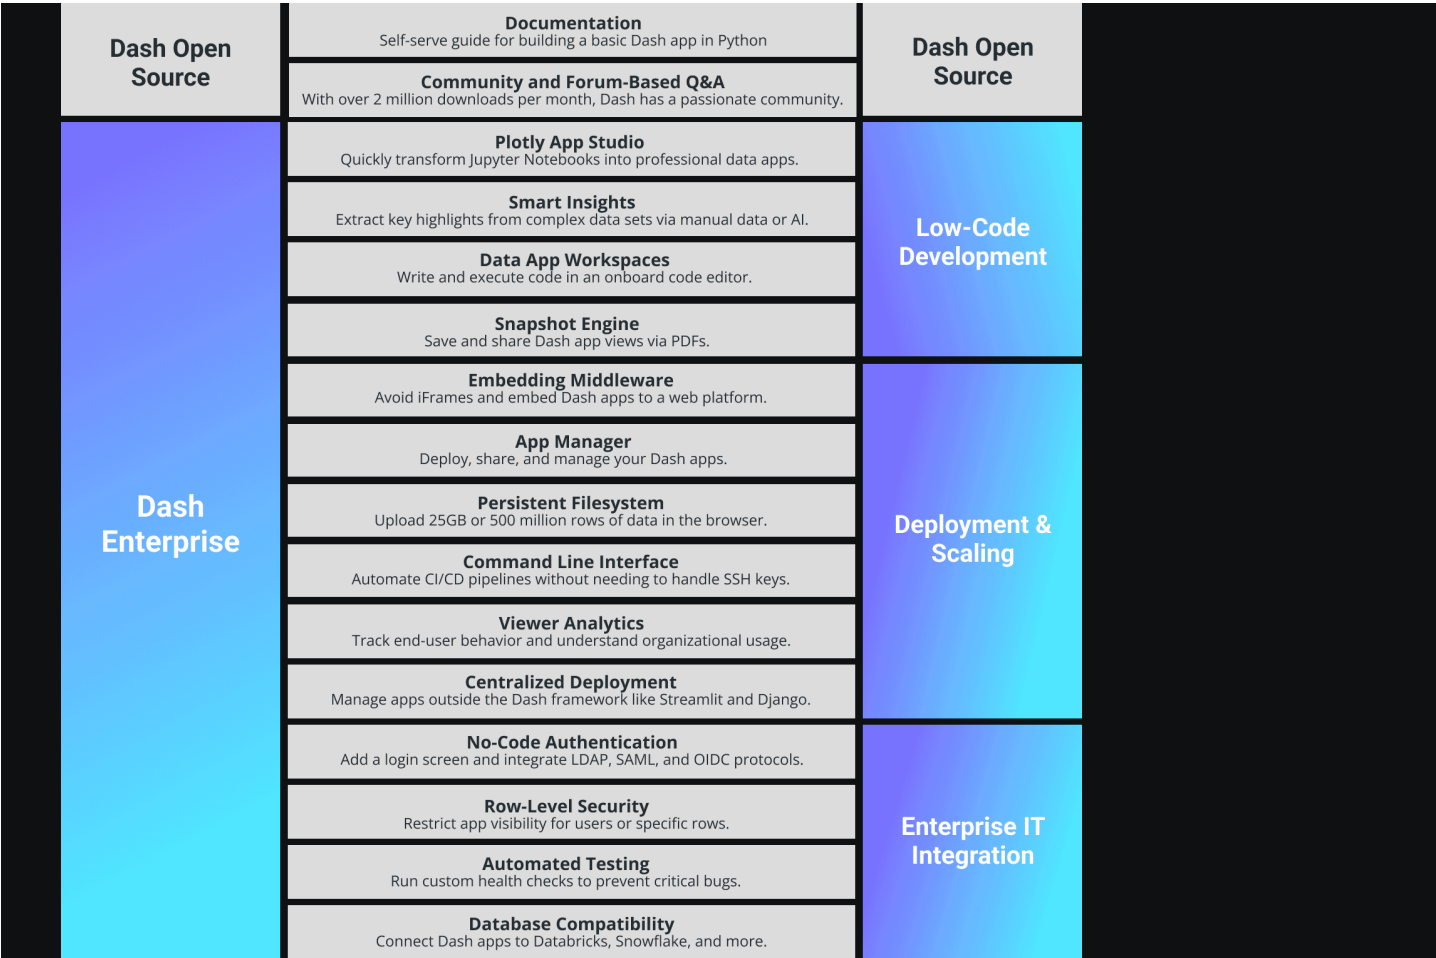 Dash Open
Source
Documentation
Self-serve guide for building a basic Dash app in Python
Community and Forum-Based Q&A
With over 2 million downloads per month, Dash has a passionate community.
Dash Open
Source
Dash
Enterprise
Plotly App Studio
Quickly transform Jupyter Notebooks into professional data apps.
Smart Insights
Extract key highlights from complex data sets via manual data or AI.
Data App Workspaces
Write and execute code in an onboard code editor.
Snapshot Engine
Save and share Dash app views via PDFs.
Low-Code
Development
Embedding Middleware
Avoid iFrames and embed Dash apps to a web platform.
App Manager
Deploy, share, and manage your Dash apps.
Persistent Filesystem
Upload 25GB or 500 million rows of data in the browser.
Command Line Interface
Automate CI/CD pipelines without needing to handle SSH keys.
Viewer Analytics
Track end-user behavior and understand organizational usage.
Centralized Deployment
Manage apps outside the Dash framework like Streamlit and Django.
Deployment &
Scaling
No-Code Authentication
Add a login screen and integrate LDAP, SAML, and OIDC protocols.
Row-Level Security
Restrict app visibility for users or specific rows.
Automated Testing
Run custom health checks to prevent critical bugs.
Database Compatibility
Connect Dash apps to Databricks, Snowflake, and more.
Enterprise IT
Integration